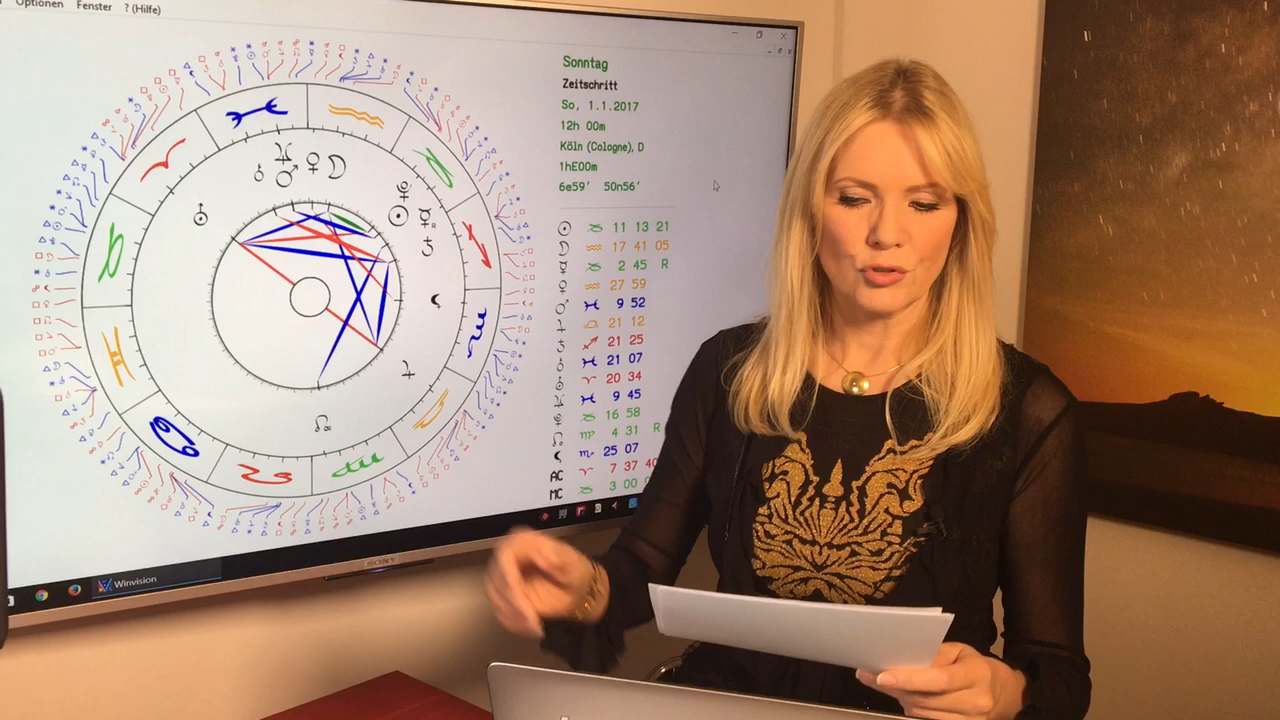 Optionen Fenster ? (Hilfe)
Sonntag
Zeitschritt
So, 1.1.2017
12h 00m
Köln (Cologne), D
1hE00m
6e59' 50n56'
☉ ♑ 11 13 21
☽ ♒ 17 41 05
☿ ♑ 2 45 R
♀ ♒ 27 59
♂ ♓ 9 52
♃ ♎ 21 12
♄ ♐ 21 25
⚷ ♓ 21 07
♅ ♈ 20 34
♆ ♓ 9 45
♇ ♑ 16 58
☊ ♍ 4 31 R
⚸ ♏ 25 07
AC ♈ 7 37 40
MC ♑ 3 00
SONY
Winvision